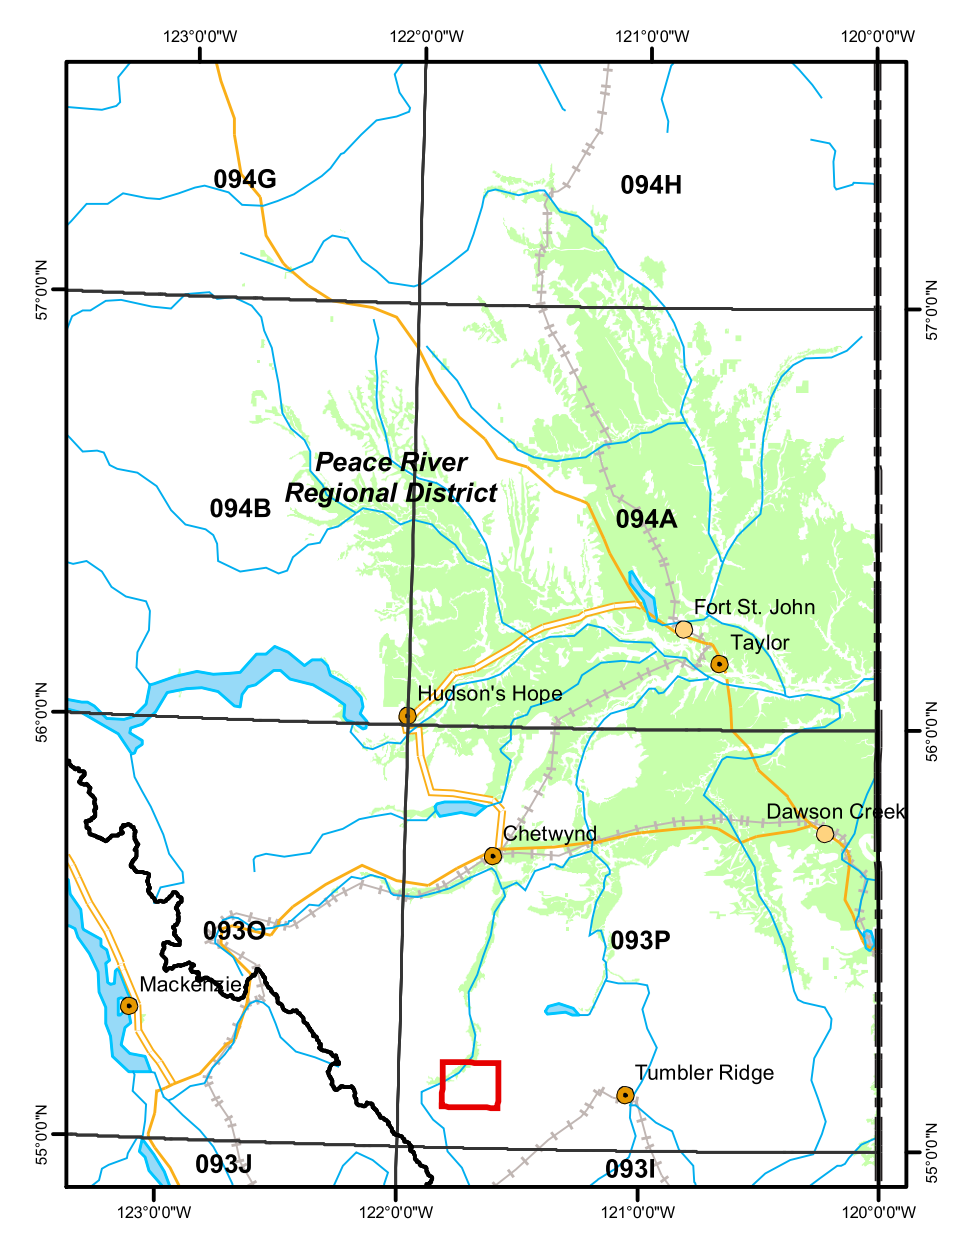 123°0'0"W 122°0'0"W 121°0'0"W 120°0'0"W
094G
094H
57°0'0"N
57°0'0"N
Peace River
Regional District
094B
094A
Fort St. John
Taylor
Hudson's Hope
56°0'0"N
56°0'0"N
Dawson Creek
Chetwynd
093O
093P
Mackenzie
Tumbler Ridge
55°0'0"N
55°0'0"N
093J
093I
123°0'0"W 122°0'0"W 121°0'0"W 120°0'0"W